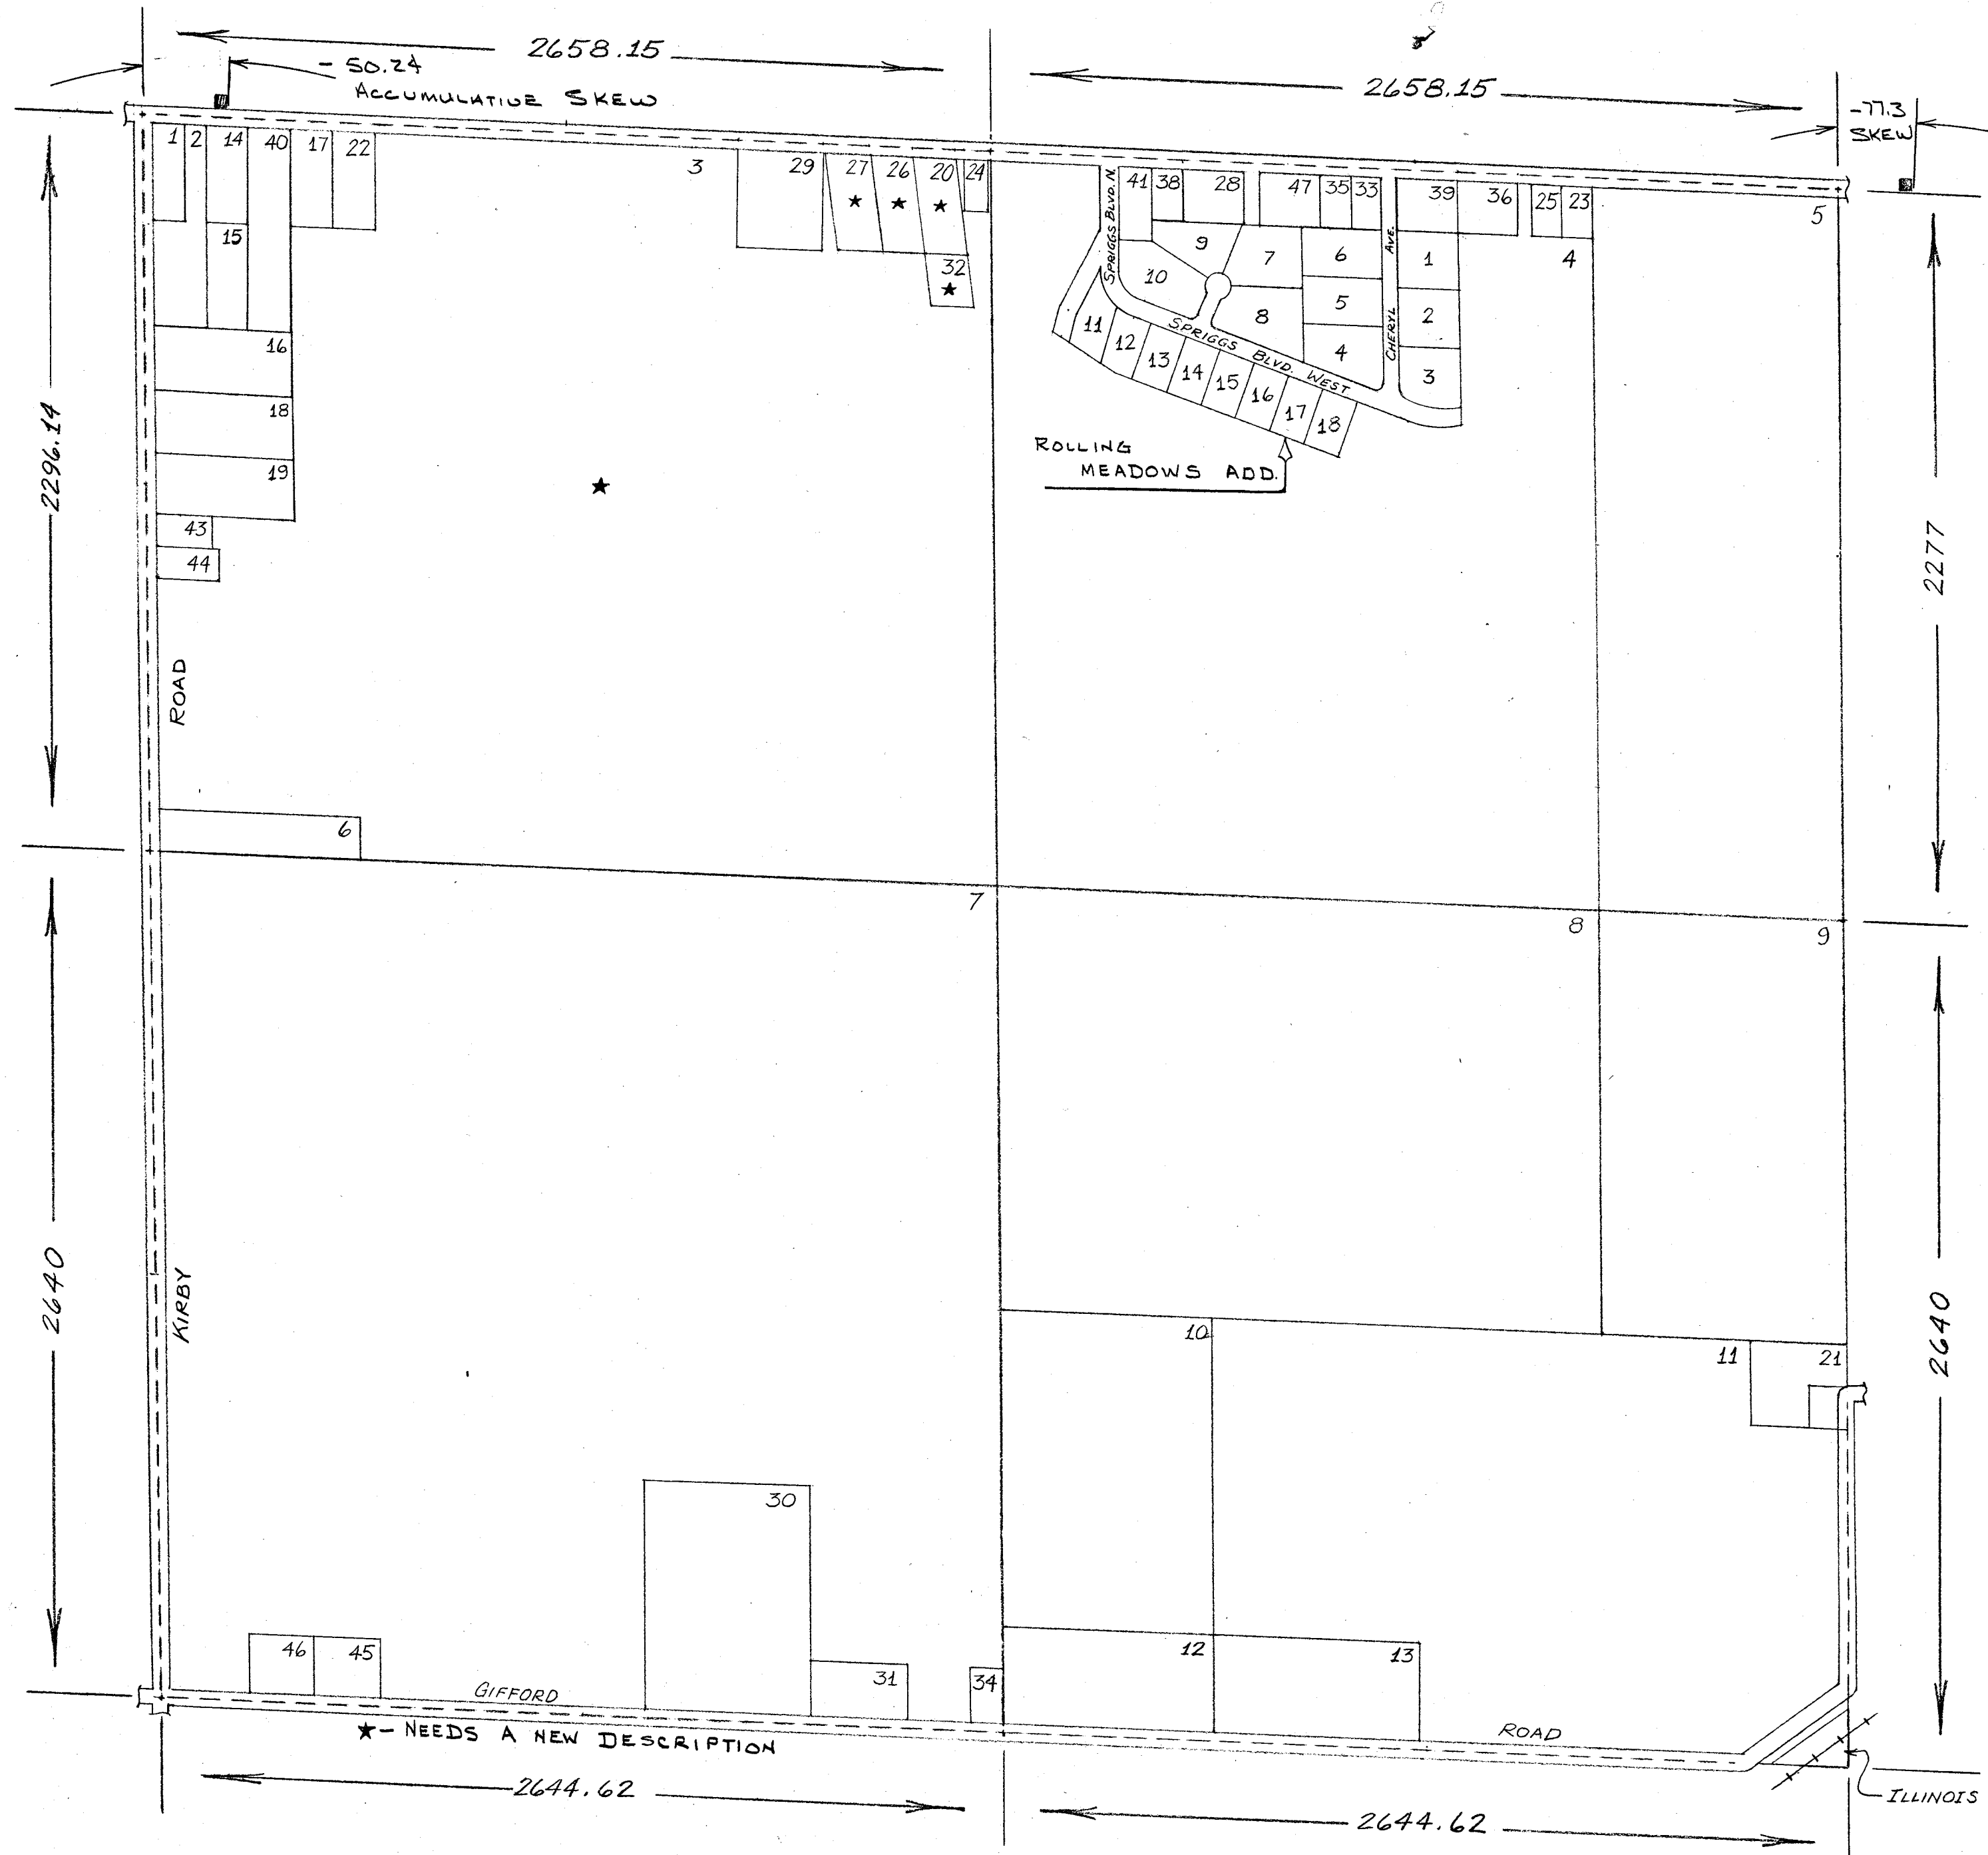 2658.15
2658.15
- 50.24
ACCUMULATIVE SKEW
-77.3
SKEW
1 2 14 40 17 22 3 29 27 26 20 24
41 38 28 47 35 33 39 36 25 23 5
★ ★ ★
15
32
★
SPRIGGS BLVD. N.
9 7 6 1 4
10 5 2
8
11 12 13 14 15 16 17 18
4 3
SPRIGGS BLVD. WEST
CHERYL AVE.
16
18
19
43
44
★
ROLLING
MEADOWS ADD.
2296.14
2277
ROAD
6
7 8 9
2640
2640
KIRBY
10 11 21
30
46 45 31 34 12 13
GIFFORD
ROAD
★- NEEDS A NEW DESCRIPTION
2644.62
2644.62
ILLINOIS